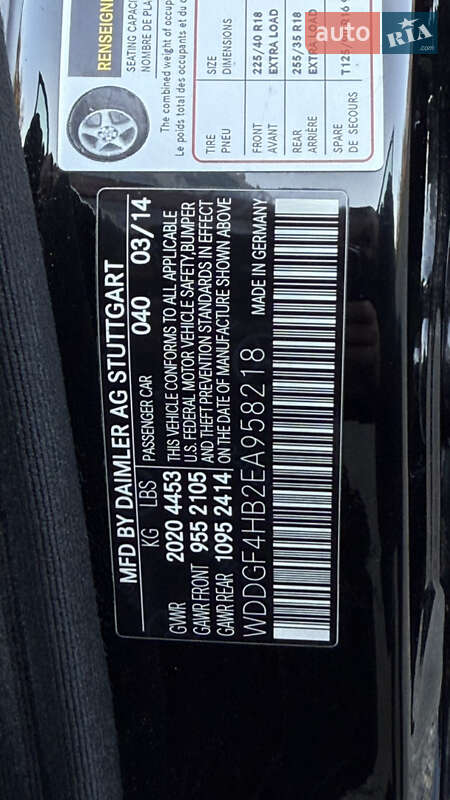 auto RIA .com
RENSEIGNE
SEATING CAPACI
NOMBRE DE PLA
The combined weight of occup
Le poids total des occupants et du c
TIRE SIZE
PNEU DIMENSIONS
FRONT 225/40 R18
AVANT EXTRA LOAD
REAR 255/35 R18
ARRIÈRE EXTRA LOAD
SPARE
DE SECOURS
MFD BY DAIMLER AG STUTTGART
KG LBS PASSENGER CAR 040 03/14
GVWR 2020 4453 THIS VEHICLE CONFORMS TO ALL APPLICABLE
GAWR FRONT 955 2105 U.S. FEDERAL MOTOR VEHICLE SAFETY, BUMPER
GAWR REAR 1095 2414 AND THEFT PREVENTION STANDARDS IN EFFECT
ON THE DATE OF MANUFACTURE SHOWN ABOVE
WDDGF4HB2EA958218 MADE IN GERMANY